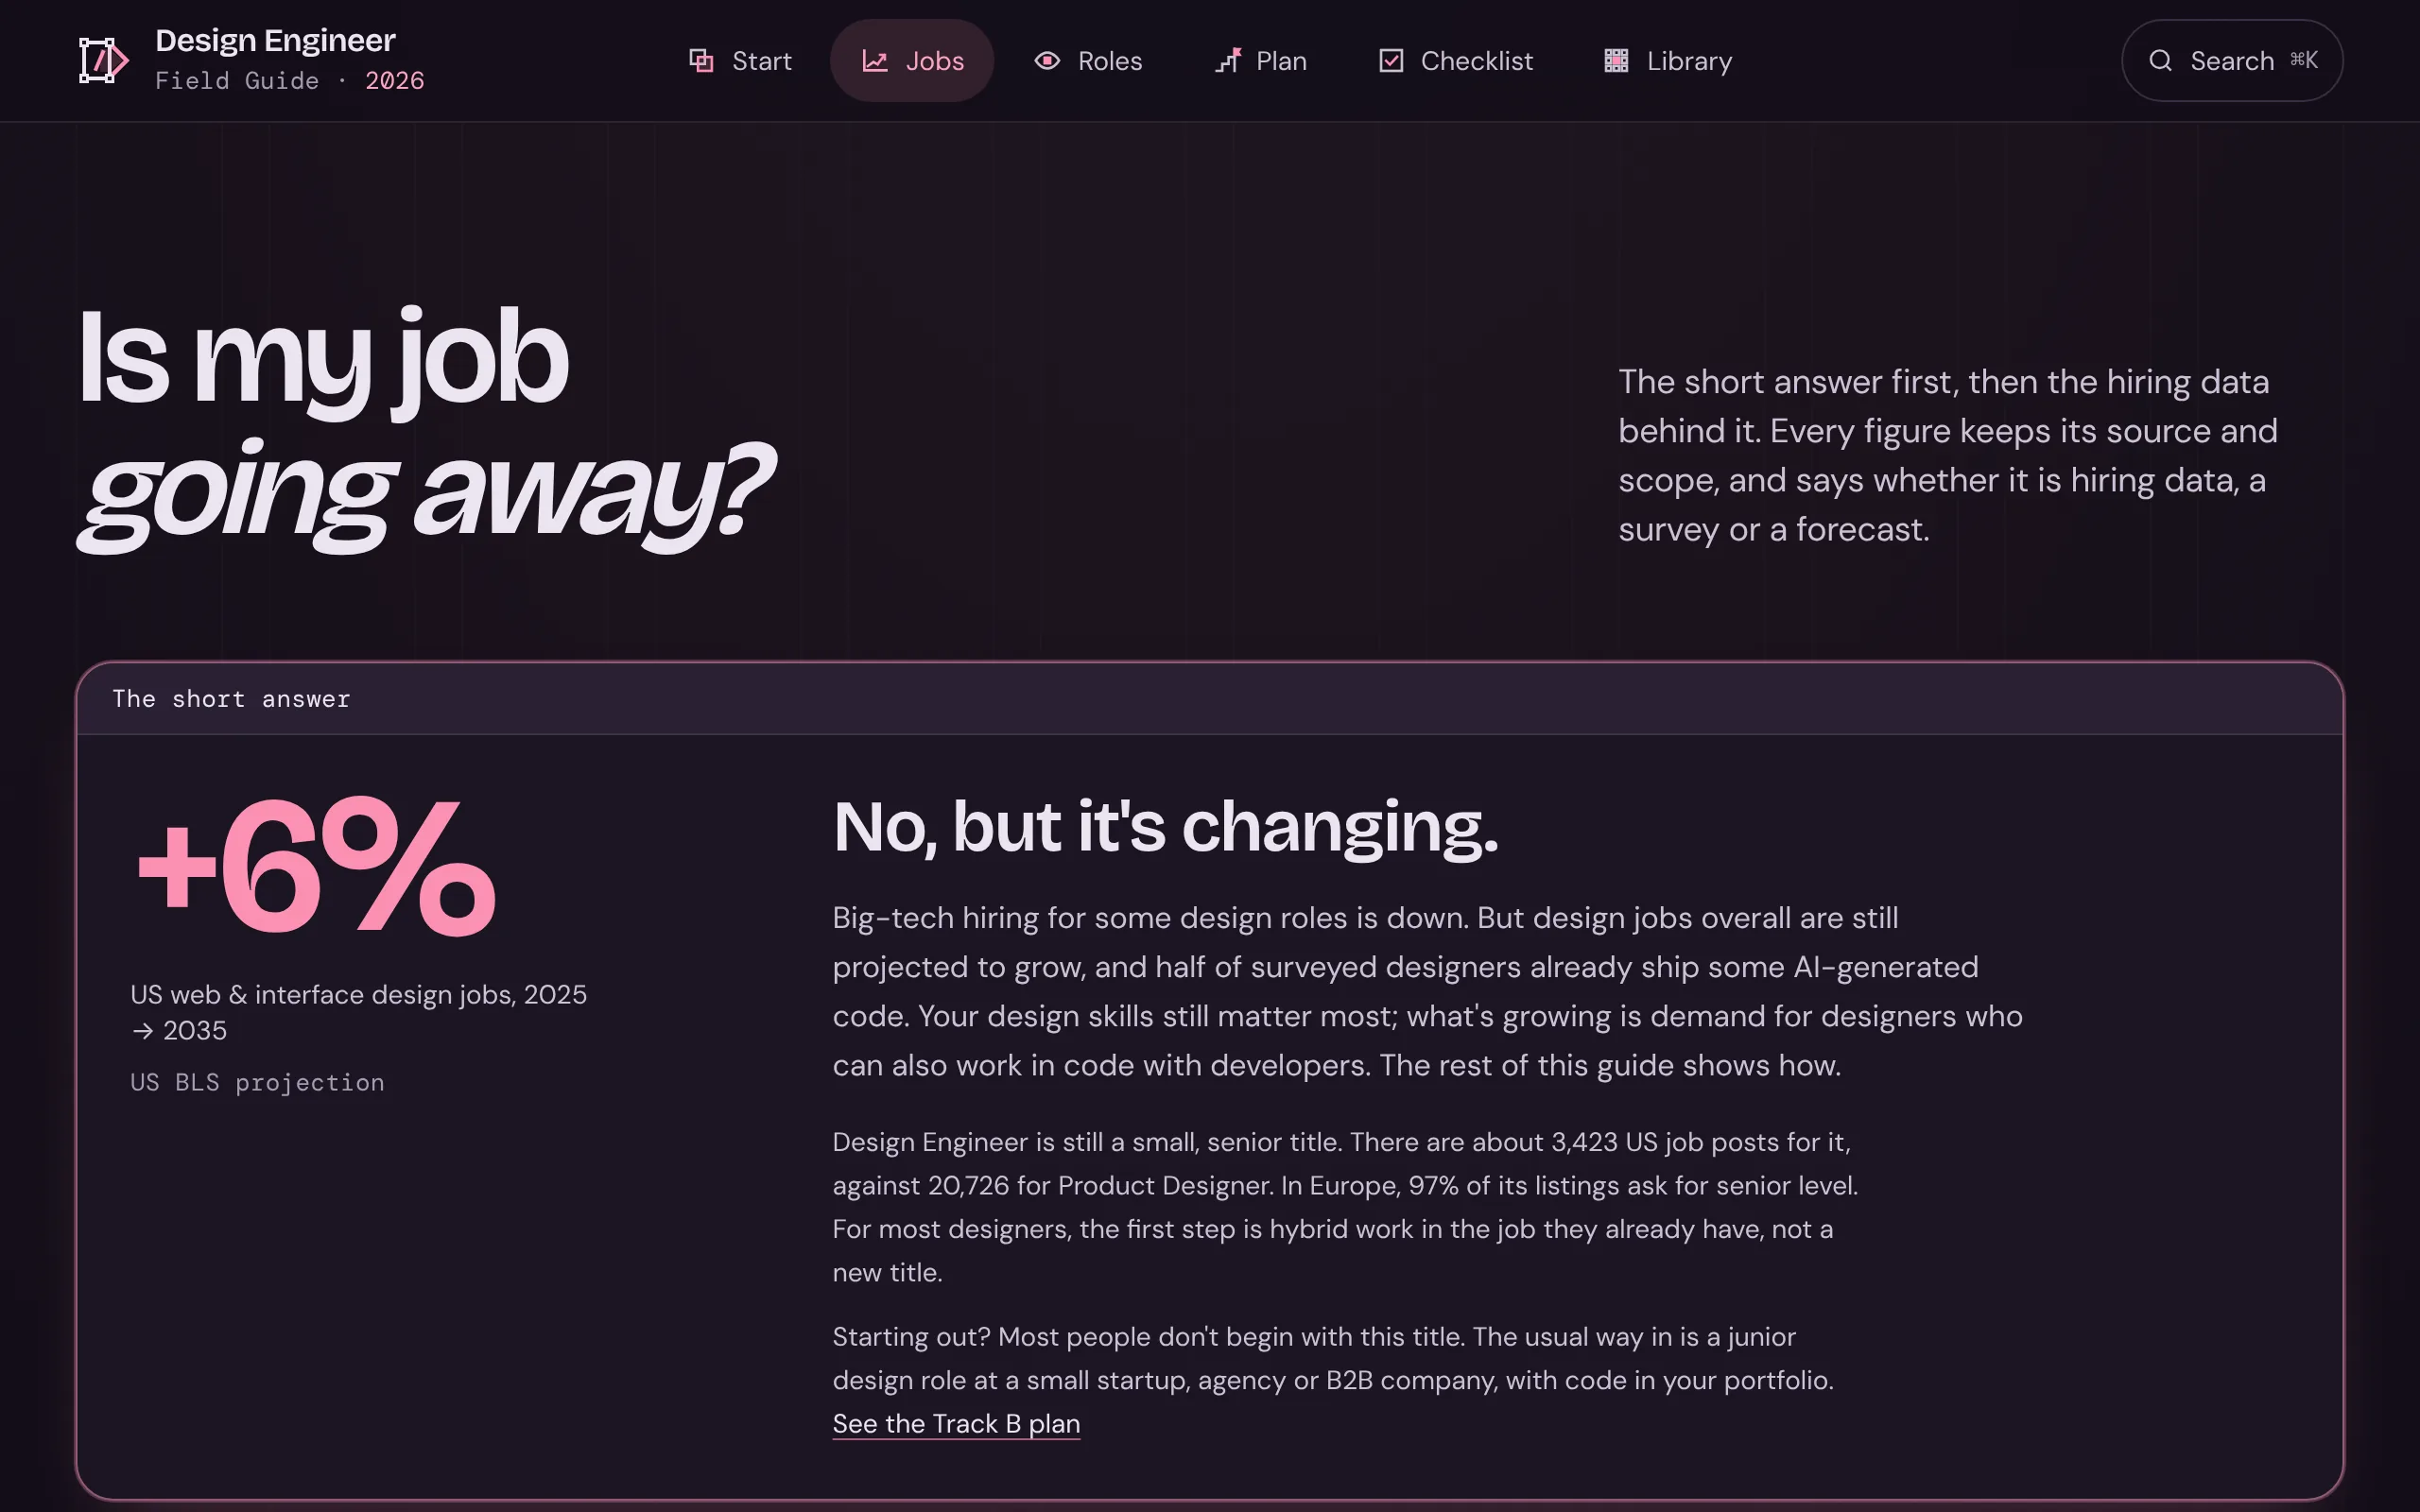 Design Engineer
Field Guide · 2026
Start
Jobs
Roles
Plan
Checklist
Library
Search ⌘K
Is my job
going away?
The short answer first, then the hiring data
behind it. Every figure keeps its source and
scope, and says whether it is hiring data, a
survey or a forecast.
The short answer
+6%
US web & interface design jobs, 2025
→ 2035
US BLS projection
No, but it's changing.
Big-tech hiring for some design roles is down. But design jobs overall are still
projected to grow, and half of surveyed designers already ship some AI-generated
code. Your design skills still matter most; what's growing is demand for designers who
can also work in code with developers. The rest of this guide shows how.
Design Engineer is still a small, senior title. There are about 3,423 US job posts for it,
against 20,726 for Product Designer. In Europe, 97% of its listings ask for senior level.
For most designers, the first step is hybrid work in the job they already have, not a
new title.
Starting out? Most people don't begin with this title. The usual way in is a junior
design role at a small startup, agency or B2B company, with code in your portfolio.
See the Track B plan